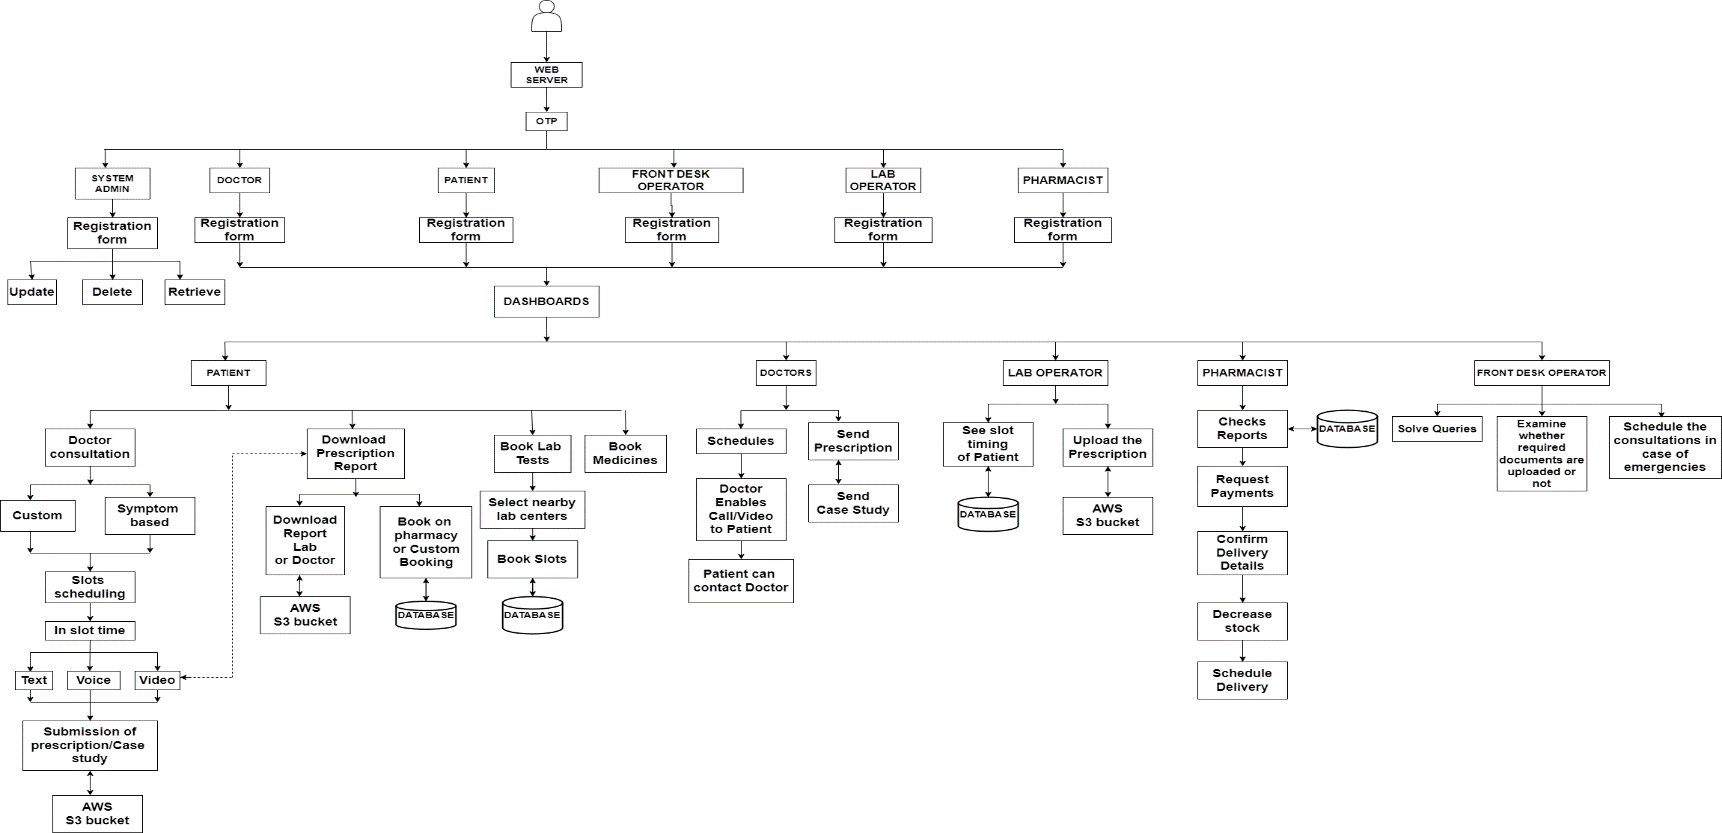 WEB
SERVER
OTP
SYSTEM
ADMIN
DOCTOR
PATIENT
FRONT DESK
OPERATOR
LAB
OPERATOR
PHARMACIST
Registration
form
Registration
form
Registration
form
Registration
form
Registration
form
Registration
form
Update
Delete
Retrieve
DASHBOARDS
PATIENT
DOCTORS
LAB OPERATOR
PHARMACIST
FRONT DESK OPERATOR
Doctor
consultation
Download
Prescription
Report
Book Lab
Tests
Book
Medicines
Schedules
Send
Prescription
See slot
timing
of Patient
Upload the
Prescription
Checks
Reports
DATABASE
Solve Queries
Examine
whether
required
documents are
uploaded or
not
Schedule the
consultations in
case of
emergencies
Custom
Symptom
based
Download
Report
Lab
or Doctor
Book on
pharmacy
or Custom
Booking
Select nearby
lab centers
Doctor
Enables
Call/Video
to Patient
Send
Case Study
DATABASE
AWS
S3 bucket
Request
Payments
Slots
scheduling
Book Slots
Patient can
contact Doctor
Confirm
Delivery
Details
In slot time
AWS
S3 bucket
DATABASE
DATABASE
Decrease
stock
Text
Voice
Video
Schedule
Delivery
Submission of
prescription/Case
study
AWS
S3 bucket